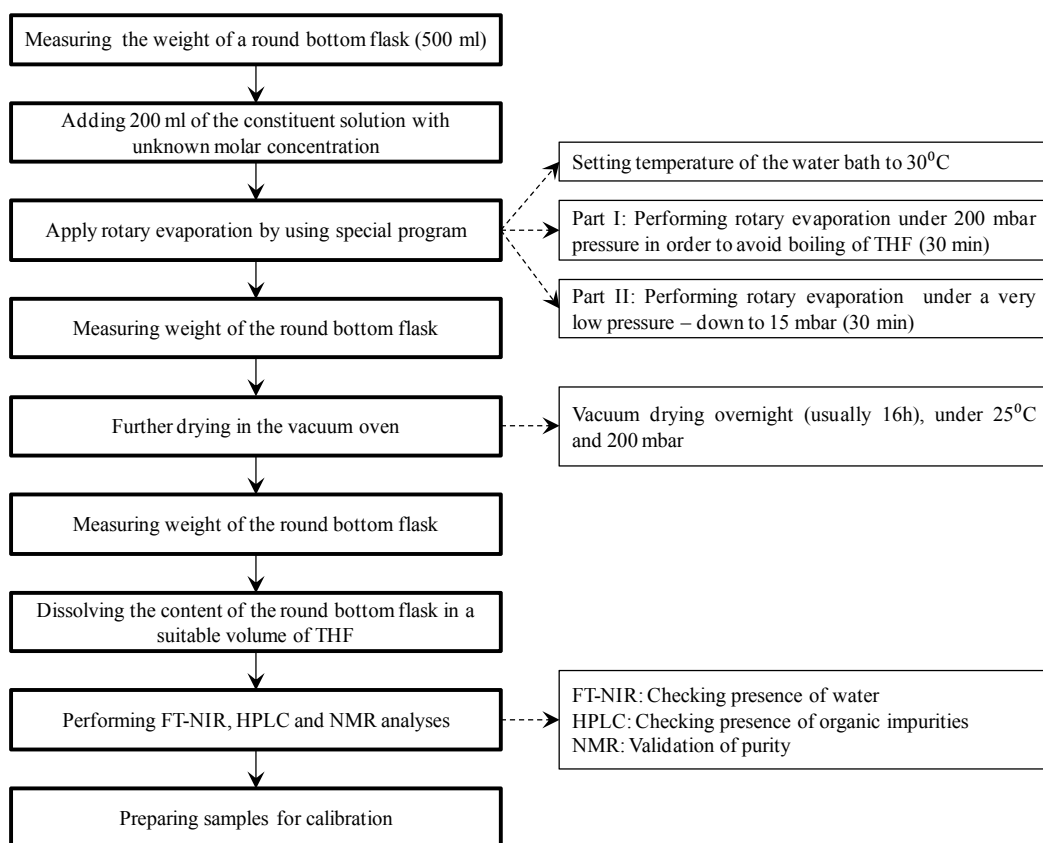 Measuring the weight of a round bottom flask (500 ml)
Adding 200 ml of the constituent solution with
unknown molar concentration
Apply rotary evaporation by using special program
Setting temperature of the water bath to 30⁰C
Part I: Performing rotary evaporation under 200 mbar
pressure in order to avoid boiling of THF (30 min)
Part II: Performing rotary evaporation under a very
low pressure – down to 15 mbar (30 min)
Measuring weight of the round bottom flask
Further drying in the vacuum oven
Vacuum drying overnight (usually 16h), under 25⁰C
and 200 mbar
Measuring weight of the round bottom flask
Dissolving the content of the round bottom flask in a
suitable volume of THF
Performing FT-NIR, HPLC and NMR analyses
FT-NIR: Checking presence of water
HPLC: Checking presence of organic impurities
NMR: Validation of purity
Preparing samples for calibration